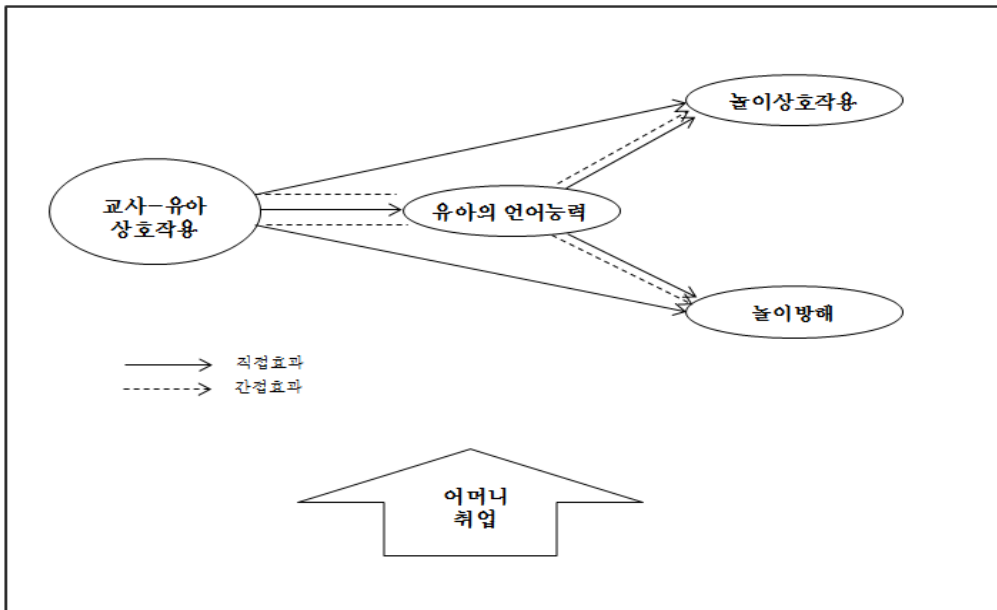 놀이상호작용
교사-유아
상호작용
유아의 언어능력
놀이방해
직접효과
간접효과
어머니
취업